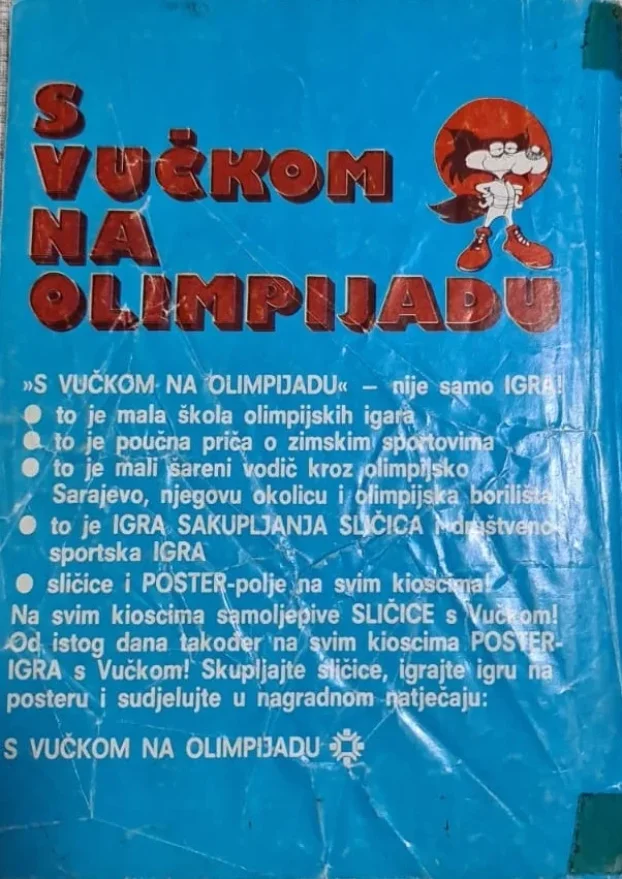 S
VUČKOM
NA
OLIMPIJADU
»S VUČKOM NA OLIMPIJADU« – nije samo IGRA!
● to je mala škola olimpijskih igara
● to je poučna priča o zimskim sportovima
● to je mali šareni vodič kroz olimpijsko
Sarajevo, njegovu okolicu i olimpijska borilišta
● to je IGRA SAKUPLJANJA SLIČICA i društveno-
sportska IGRA
● sličice i POSTER-polje na svim kioscima!
Na svim kioscima samoljepive SLIČICE s Vučkom!
Od istog dana također na svim kioscima POSTER-
IGRA s Vučkom! Skupljajte sličice, igrajte igru na
posteru i sudjelujte u nagradnom natječaju:
S VUČKOM NA OLIMPIJADU